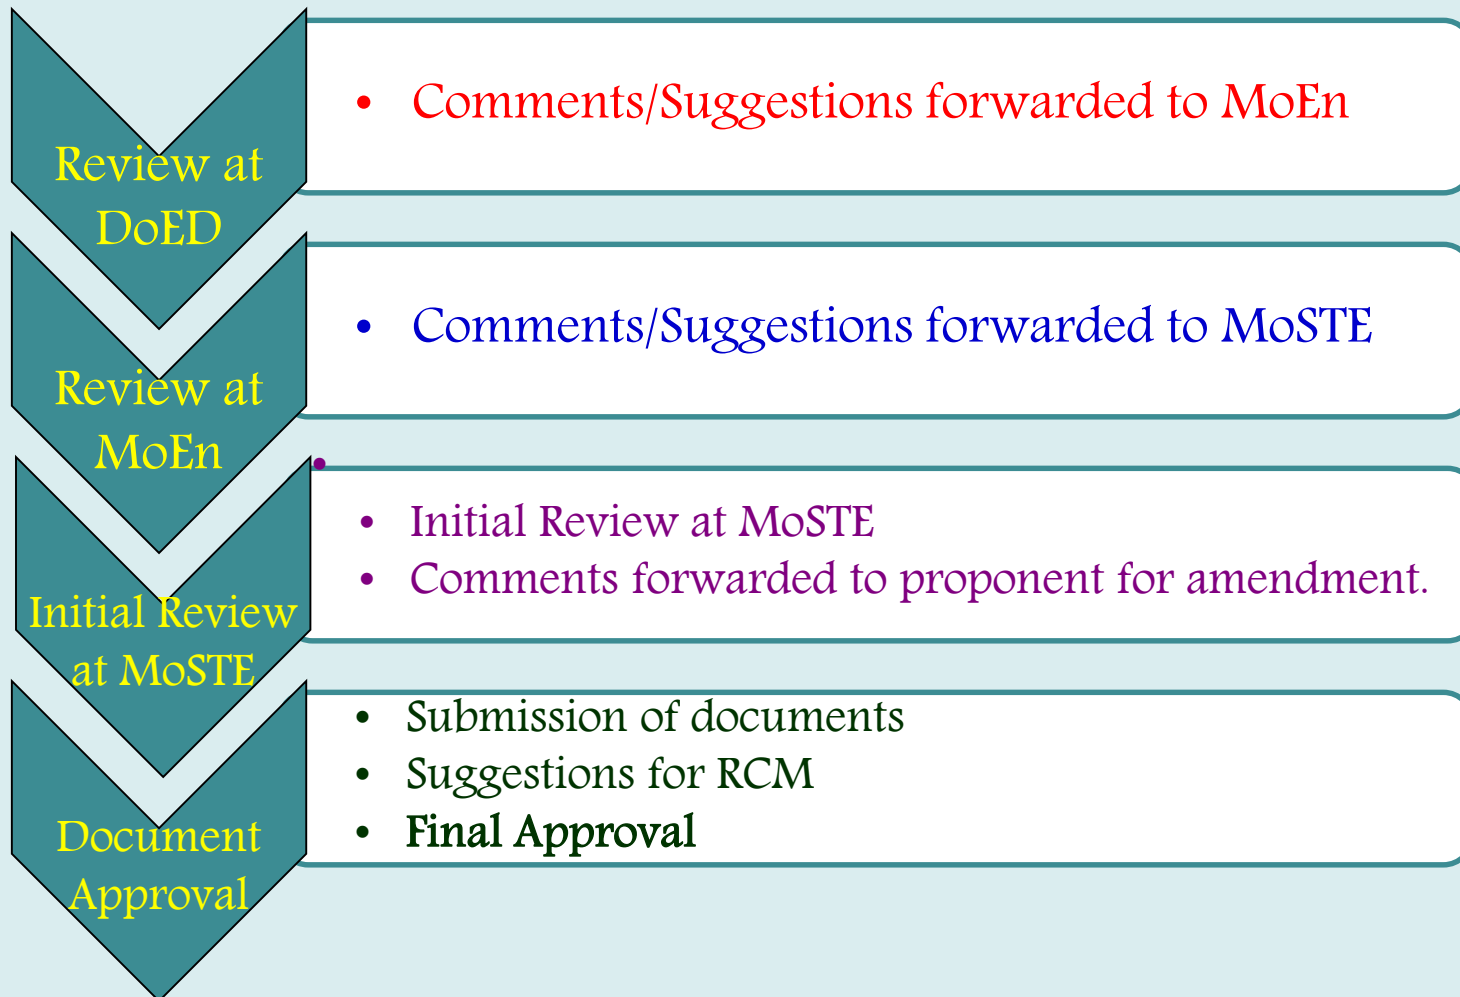 Review at
DoED
• Comments/Suggestions forwarded to MoEn
Review at
MoEn
• Comments/Suggestions forwarded to MoSTE
Initial Review
at MoSTE
•
• Initial Review at MoSTE
• Comments forwarded to proponent for amendment.
Document
Approval
• Submission of documents
• Suggestions for RCM
• Final Approval